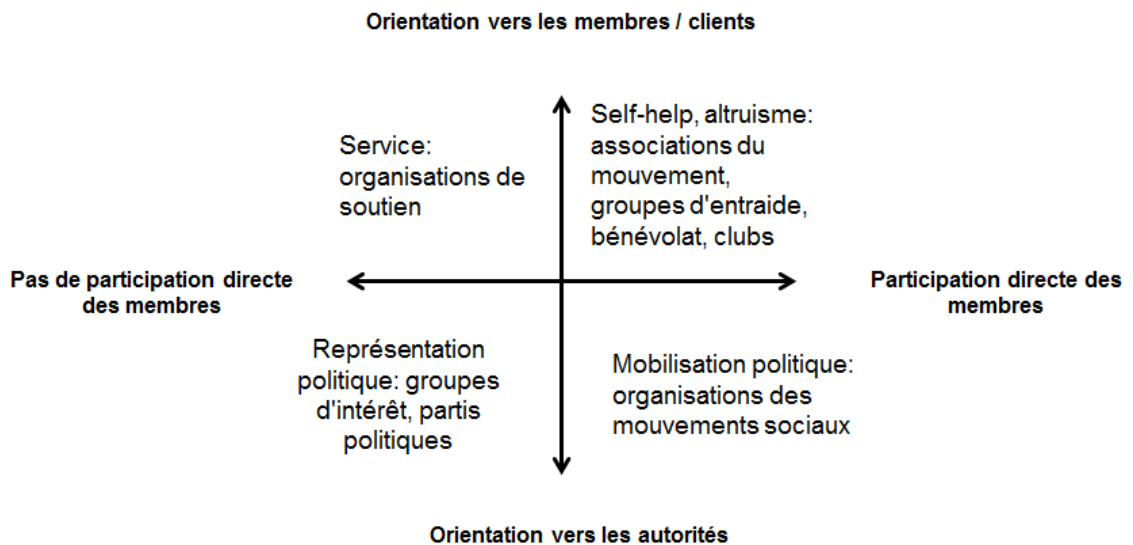 Orientation vers les membres / clients
Service:
organisations de
soutien
Self-help, altruisme:
associations du
mouvement,
groupes d'entraide,
bénévolat, clubs
Pas de participation directe
des membres
Participation directe des
membres
Représentation
politique: groupes
d'intérêt, partis
politiques
Mobilisation politique:
organisations des
mouvements sociaux
Orientation vers les autorités